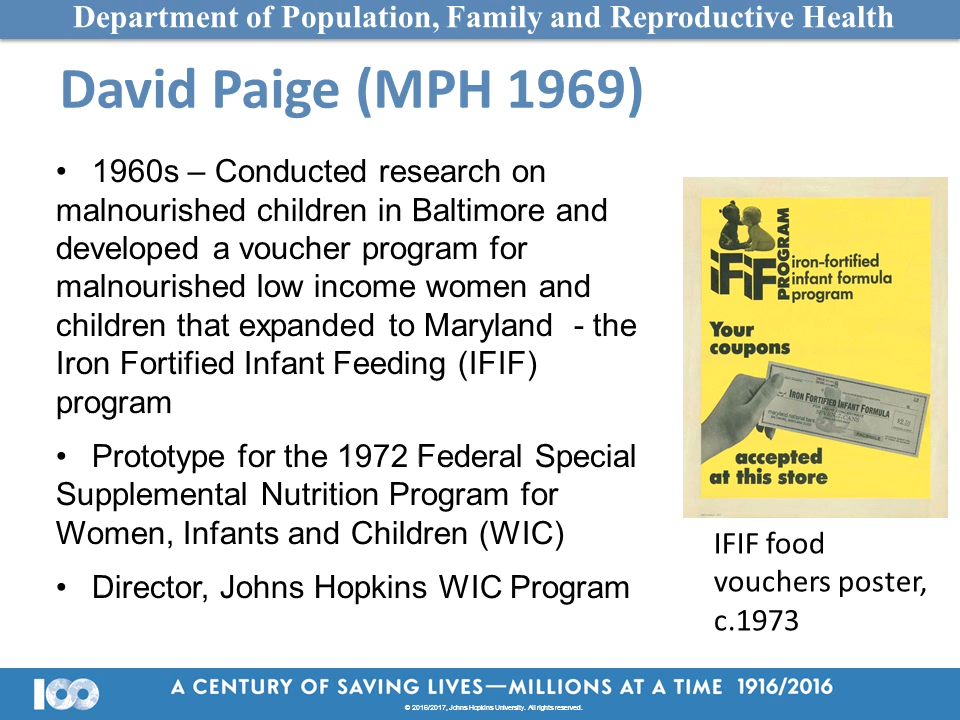 Department of Population, Family and Reproductive Health
David Paige (MPH 1969)
• 1960s – Conducted research on
malnourished children in Baltimore and
developed a voucher program for
malnourished low income women and
children that expanded to Maryland - the
Iron Fortified Infant Feeding (IFIF)
program
• Prototype for the 1972 Federal Special
Supplemental Nutrition Program for
Women, Infants and Children (WIC)
• Director, Johns Hopkins WIC Program
iFiF PROGRAM
iron-fortified
infant formula
program
Your
coupons
IRON FORTIFIED INFANT FORMULA
maryland national bank
accepted
at this store
IFIF food
vouchers poster,
c.1973
100
A CENTURY OF SAVING LIVES—MILLIONS AT A TIME 1916/2016
© 2016/2017, Johns Hopkins University. All rights reserved.